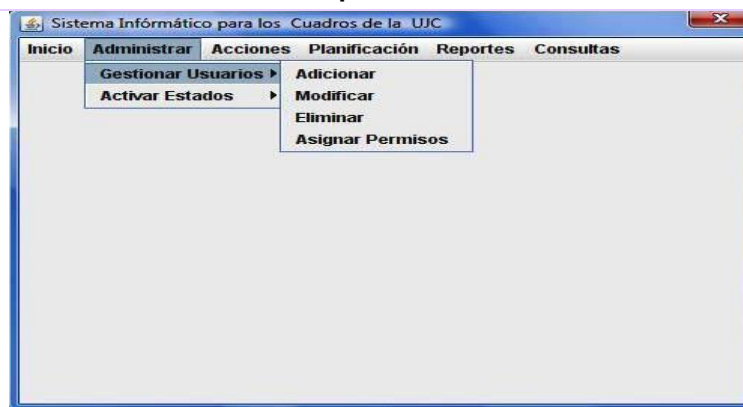 Sistema Infórmático para los Cuadros de la UJC
Inicio Administrar Acciones Planificación Reportes Consultas
Gestionar Usuarios Adicionar
Activar Estados Modificar
Eliminar
Asignar Permisos